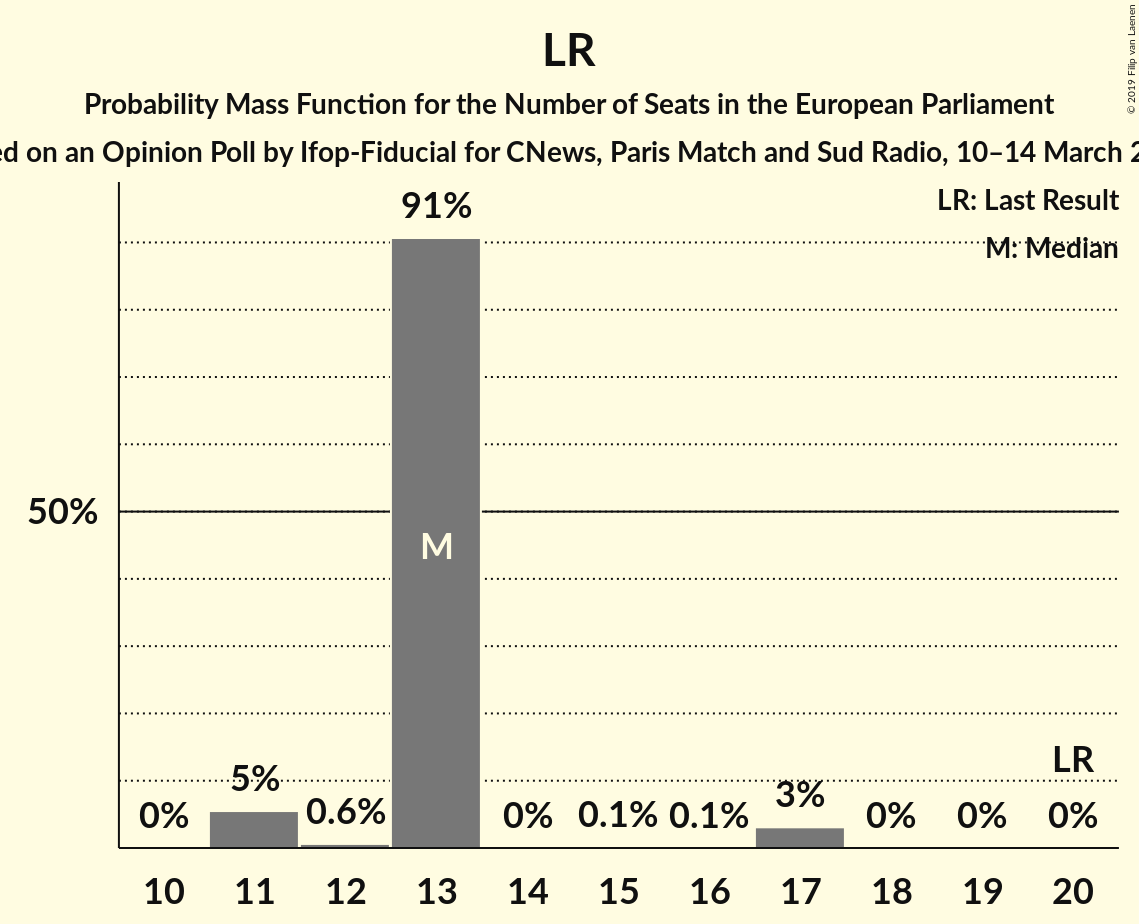 © 2019 Filip van Laenen
LR
Probability Mass Function for the Number of Seats in the European Parliament
on an Opinion Poll by Ifop-Fiducial for CNews, Paris Match and Sud Radio, 10–14 March
LR: Last Result
M: Median
91%
50%
M
LR
5%
3%
0% 0.6% 0% 0.1% 0.1% 0% 0% 0%
10 11 12 13 14 15 16 17 18 19 20